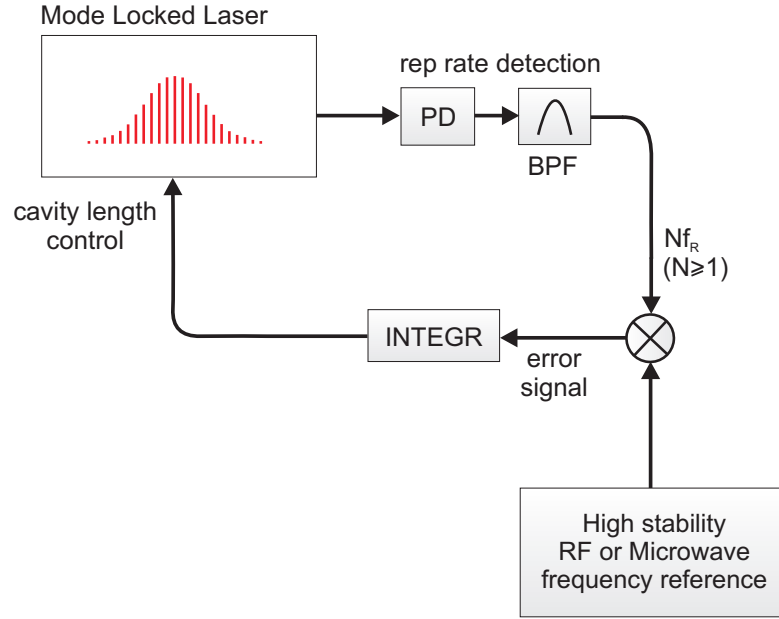 Mode Locked Laser
rep rate detection
PD
BPF
cavity length
control
Nf_R
(N⩾1)
INTEGR
error
signal
High stability
RF or Microwave
frequency reference